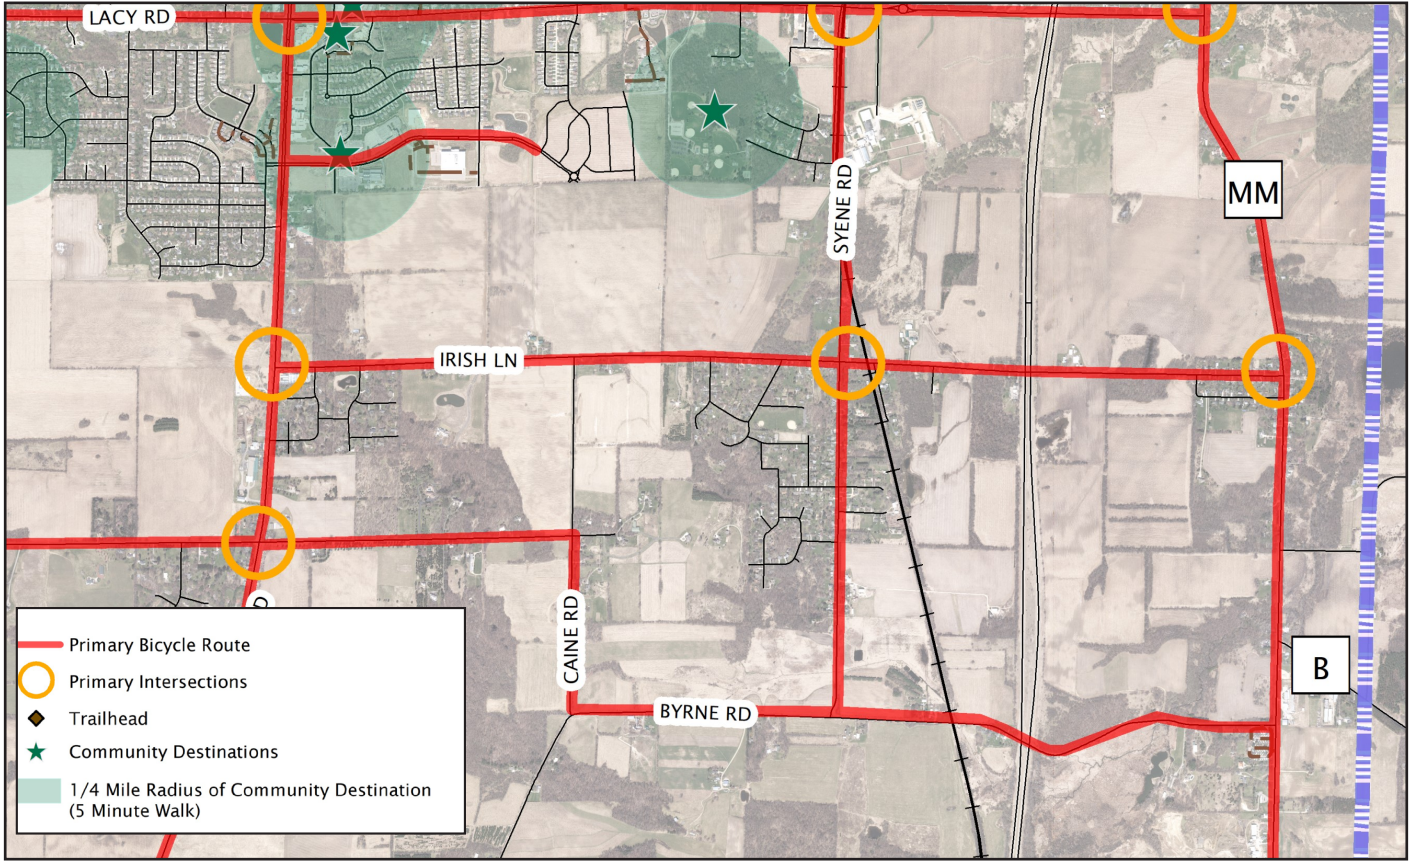 LACY RD
MM
SYENE RD
IRISH LN
D
CAINE RD
B
BYRNE RD
Primary Bicycle Route
Primary Intersections
Trailhead
Community Destinations
1/4 Mile Radius of Community Destination
(5 Minute Walk)